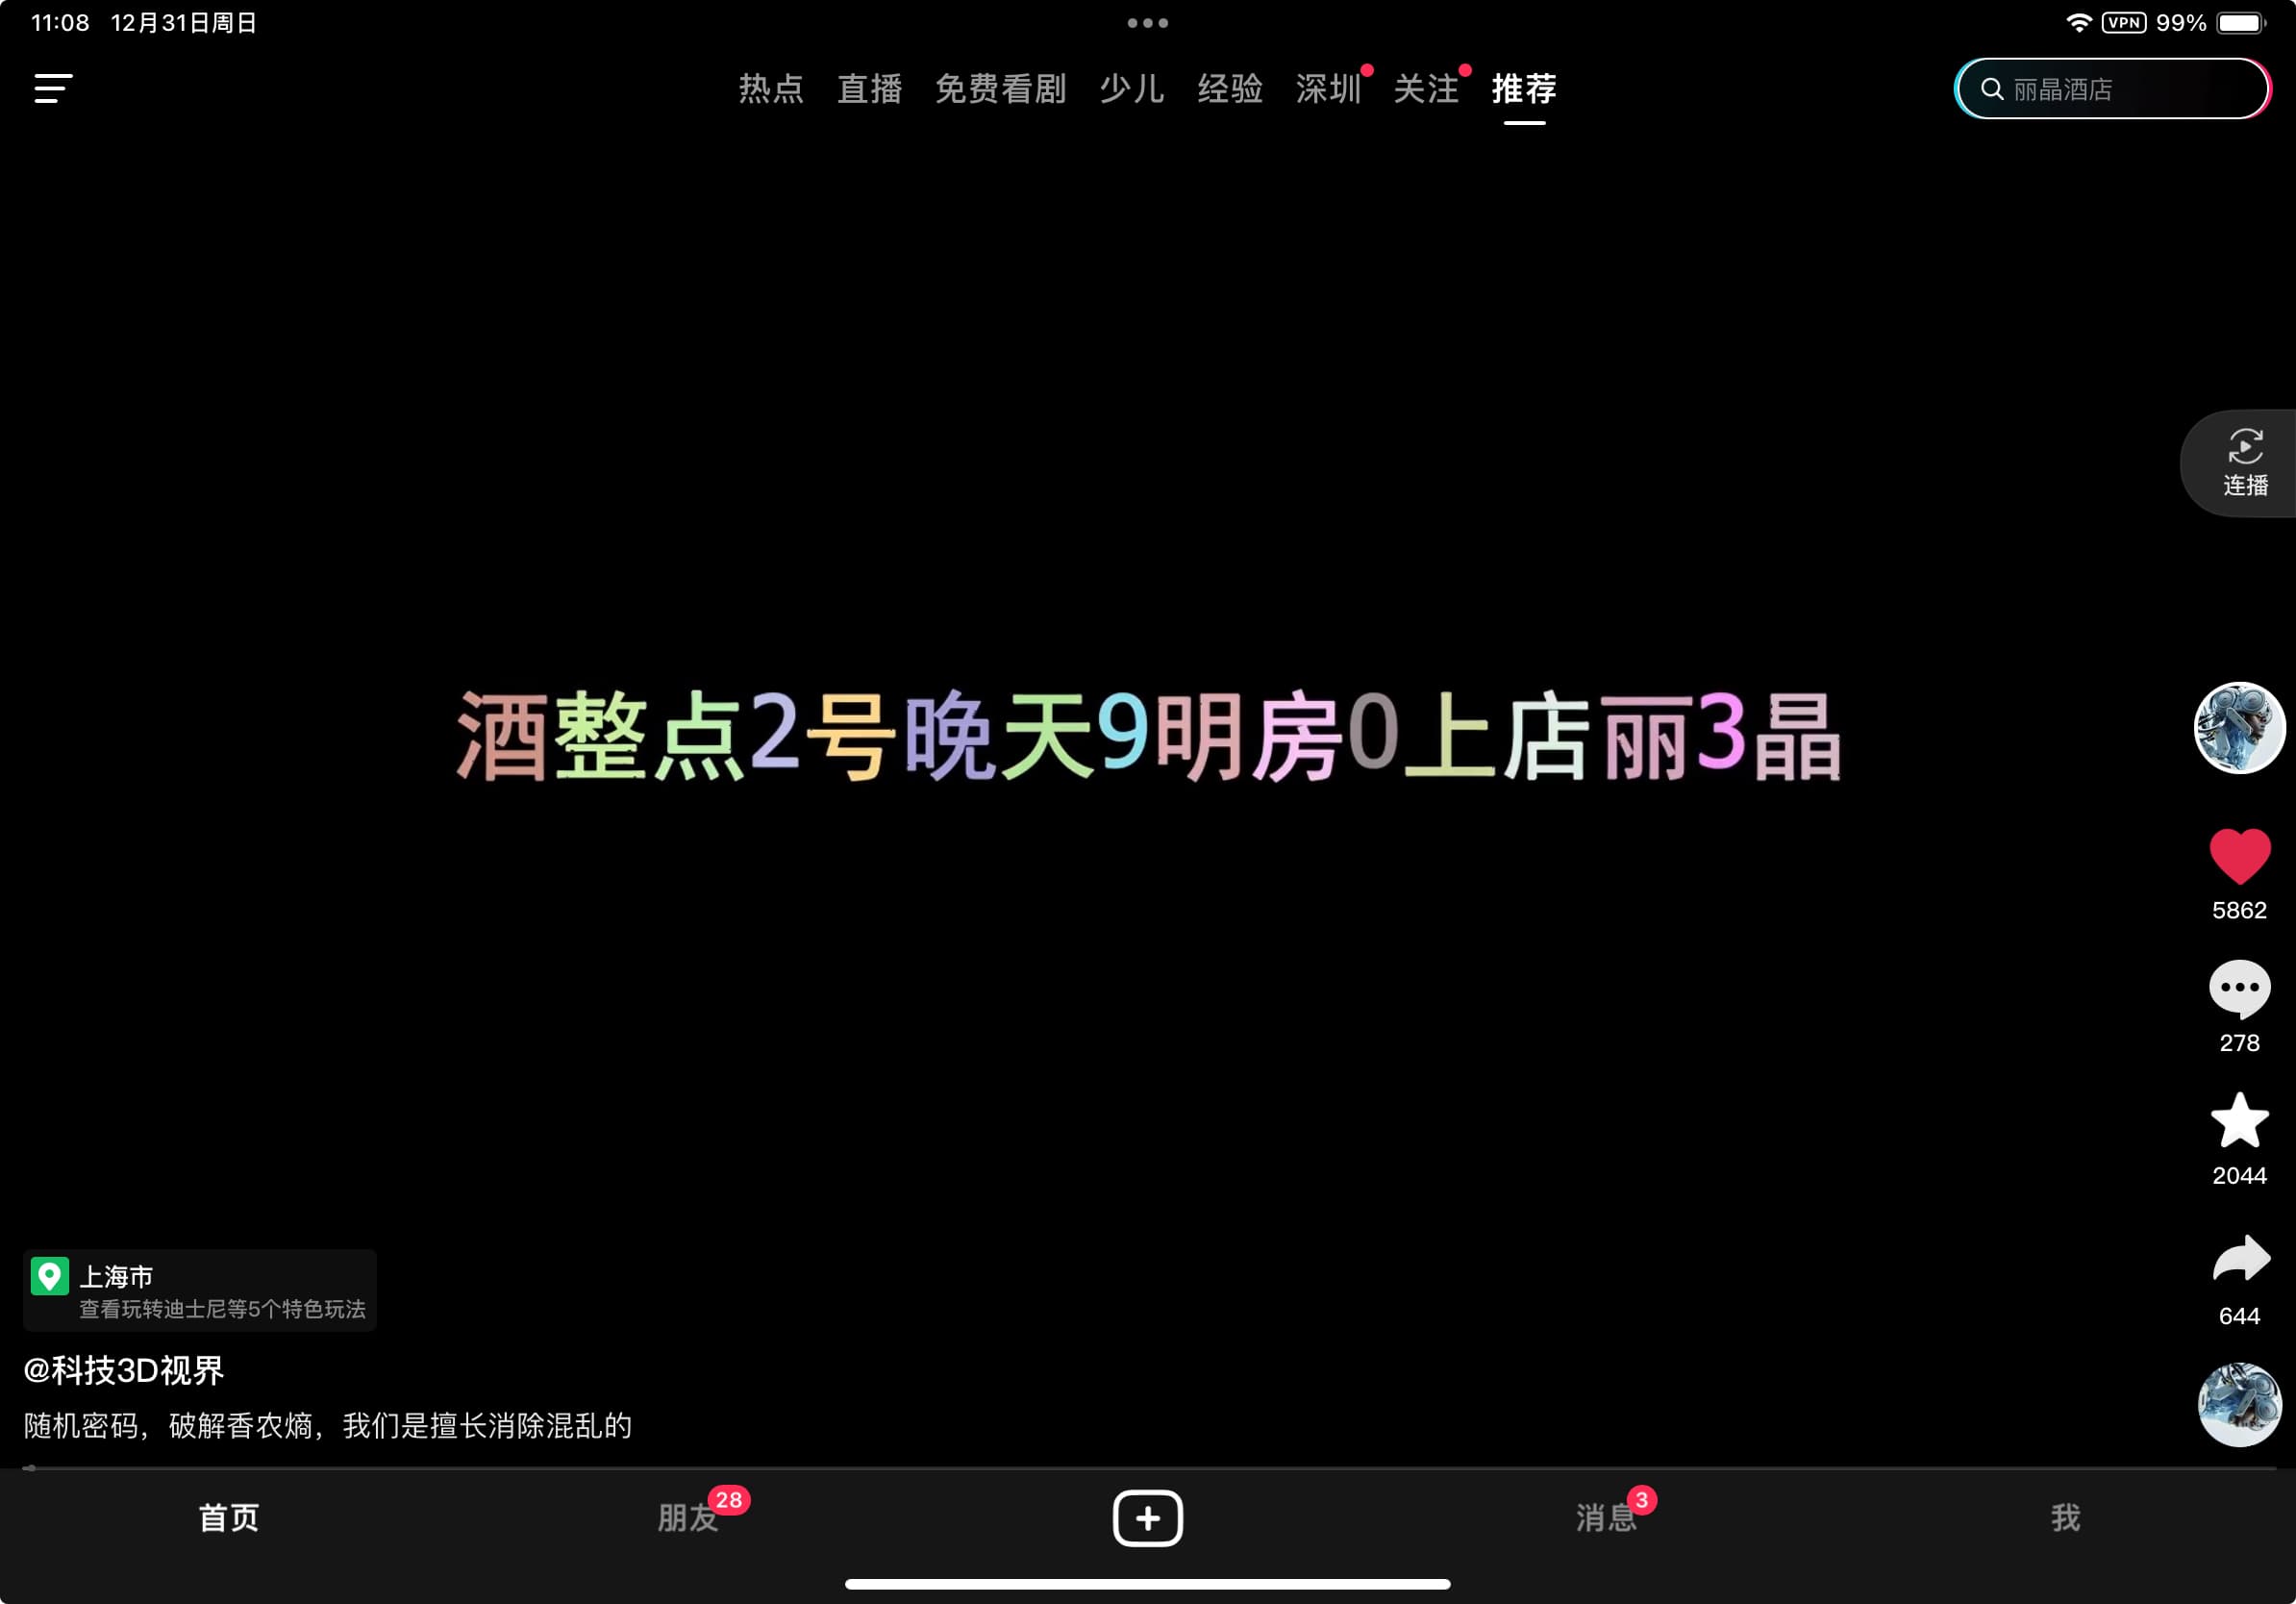 11:08 12月31日周日
VPN 99%
热点 直播 免费看剧 少儿 经验 深圳 关注 推荐
丽晶酒店
连播
酒整点2号晚天9明房0上店丽3晶
5862
278
2044
644
上海市
查看玩转迪士尼等5个特色玩法
@科技3D视界
随机密码，破解香农熵，我们是擅长消除混乱的
首页 朋友 28 消息 3 我